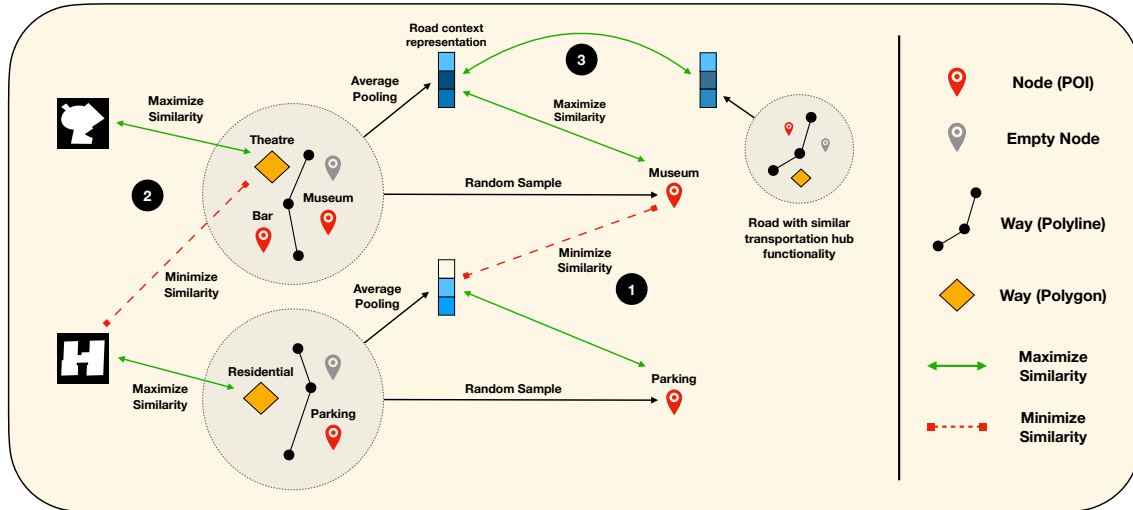 Road context
representation
3
Average
Pooling
Maximize
Similarity
Maximize
Similarity
Theatre
Museum
Bar
2
Random Sample
Museum
Road with similar
transportation hub
functionality
Minimize
Similarity
Minimize
Similarity
Average
Pooling
1
Residential
Parking
Maximize
Similarity
Random Sample
Parking
Node (POI)
Empty Node
Way (Polyline)
Way (Polygon)
Maximize
Similarity
Minimize
Similarity